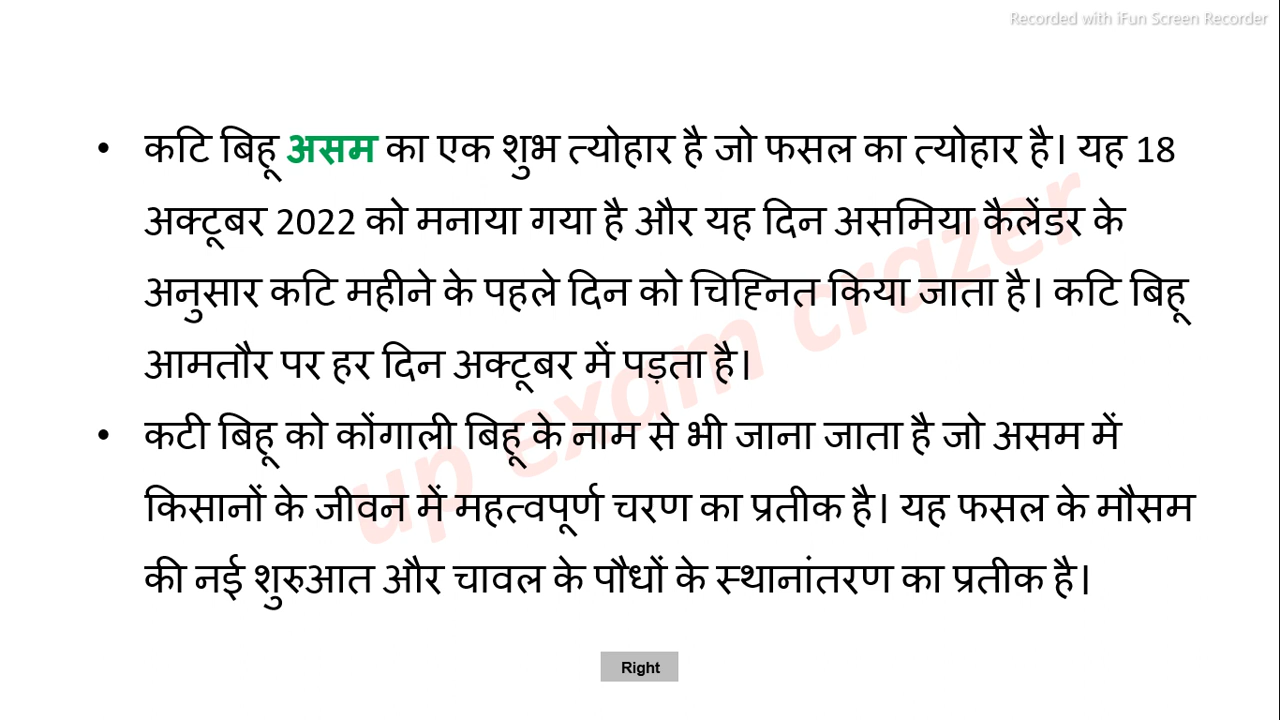 Recorded with iFun Screen Recorder
• कटि बिहू असम का एक शुभ त्योहार है जो फसल का त्योहार है। यह 18
अक्टूबर 2022 को मनाया गया है और यह दिन असमिया कैलेंडर के
अनुसार कटि महीने के पहले दिन को चिह्नित किया जाता है। कटि बिहू
आमतौर पर हर दिन अक्टूबर में पड़ता है।
• कटी बिहू को कोंगाली बिहू के नाम से भी जाना जाता है जो असम में
किसानों के जीवन में महत्वपूर्ण चरण का प्रतीक है। यह फसल के मौसम
की नई शुरुआत और चावल के पौधों के स्थानांतरण का प्रतीक है।
up exam crazer
Right